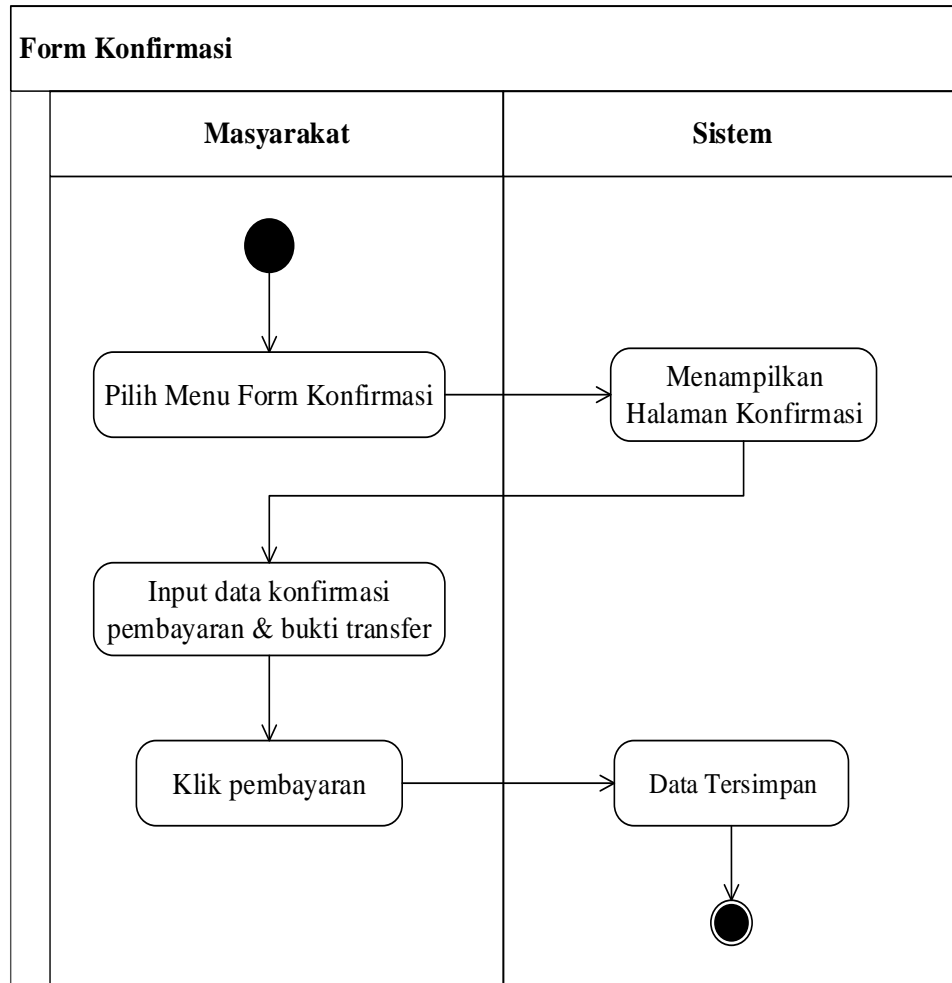 Form Konfirmasi
Masyarakat
Sistem
Pilih Menu Form Konfirmasi
Menampilkan
Halaman Konfirmasi
Input data konfirmasi
pembayaran & bukti transfer
Klik pembayaran
Data Tersimpan